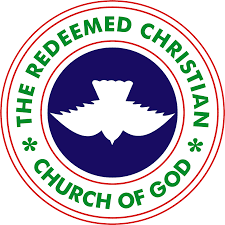 THE REDEEMED CHRISTIAN
* CHURCH OF GOD *